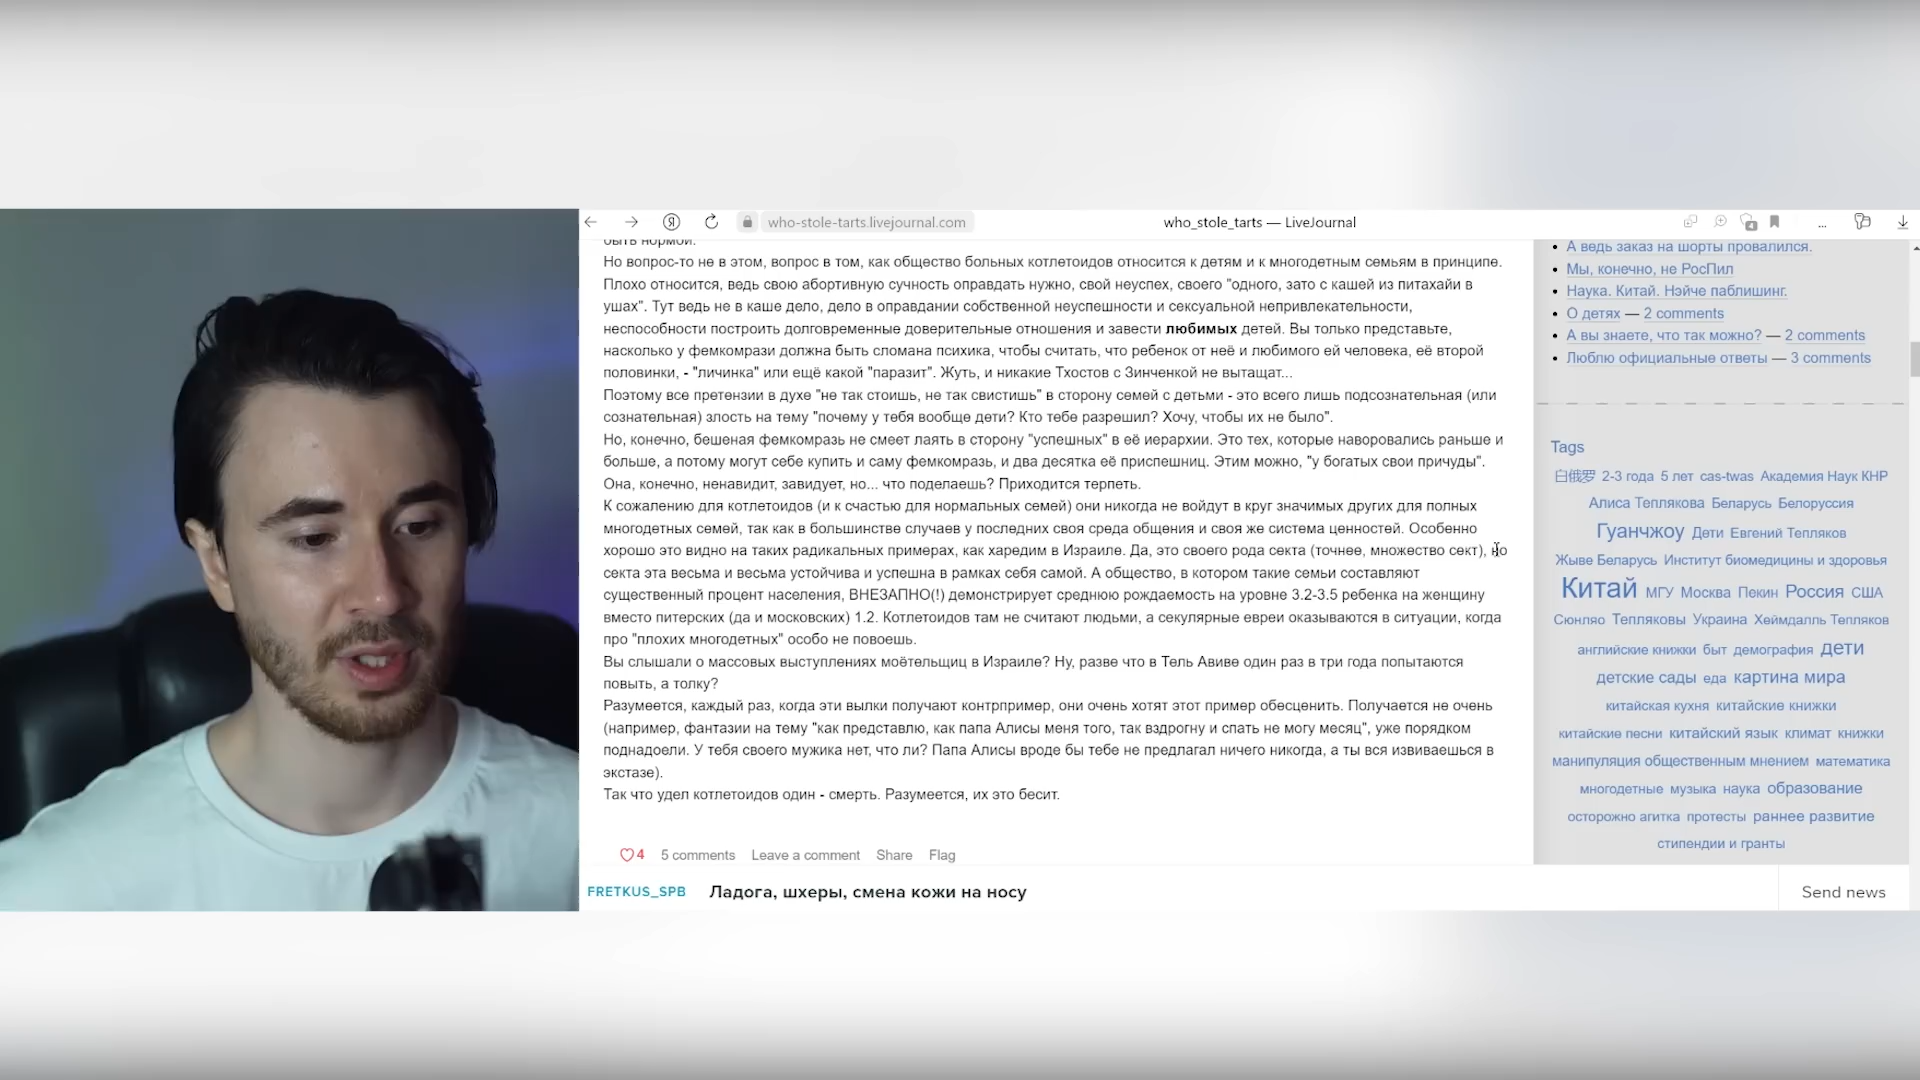 who-stole-tarts.livejournal.com
who_stole_tarts — LiveJournal
4
...
быть нормой.
Но вопрос-то не в этом, вопрос в том, как общество больных котлетоидов относится к детям и к многодетным семьям в принципе.
Плохо относится, ведь свою абортивную сучность оправдать нужно, свой неуспех, своего "одного, зато с кашей из питахайи в
ушах". Тут ведь не в каше дело, дело в оправдании собственной неуспешности и сексуальной непривлекательности,
неспособности построить долговременные доверительные отношения и завести любимых детей. Вы только представьте,
насколько у фемкомрази должна быть сломана психика, чтобы считать, что ребенок от неё и любимого ей человека, её второй
половинки, - "личинка" или ещё какой "паразит". Жуть, и никакие Тхостов с Зинченкой не вытащат...
Поэтому все претензии в духе "не так стоишь, не так свистишь" в сторону семей с детьми - это всего лишь подсознательная (или
сознательная) злость на тему "почему у тебя вообще дети? Кто тебе разрешил? Хочу, чтобы их не было".
Но, конечно, бешеная фемкомразь не смеет лаять в сторону "успешных" в её иерархии. Это тех, которые наворовались раньше и
больше, а потому могут себе купить и саму фемкомразь, и два десятка её приспешниц. Этим можно, "у богатых свои причуды".
Она, конечно, ненавидит, завидует, но... что поделаешь? Приходится терпеть.
К сожалению для котлетоидов (и к счастью для нормальных семей) они никогда не войдут в круг значимых других для полных
многодетных семей, так как в большинстве случаев у последних своя среда общения и своя же система ценностей. Особенно
хорошо это видно на таких радикальных примерах, как харедим в Израиле. Да, это своего рода секта (точнее, множество сект), но
секта эта весьма и весьма устойчива и успешна в рамках себя самой. А общество, в котором такие семьи составляют
существенный процент населения, ВНЕЗАПНО(!) демонстрирует среднюю рождаемость на уровне 3.2-3.5 ребенка на женщину
вместо питерских (да и московских) 1.2. Котлетоидов там не считают людьми, а секулярные евреи оказываются в ситуации, когда
про "плохих многодетных" особо не повоешь.
Вы слышали о массовых выступлениях моётельщиц в Израиле? Ну, разве что в Тель Авиве один раз в три года попытаются
повыть, а толку?
Разумеется, каждый раз, когда эти вылки получают контрпример, они очень хотят этот пример обесценить. Получается не очень
(например, фантазии на тему "как представлю, как папа Алисы меня того, так вздрогну и спать не могу месяц", уже порядком
поднадоели. У тебя своего мужика нет, что ли? Папа Алисы вроде бы тебе не предлагал ничего никогда, а ты вся извиваешься в
экстазе).
Так что удел котлетоидов один - смерть. Разумеется, их это бесит.
4 5 comments Leave a comment Share Flag
FRETKUS_SPB Ладога, шхеры, смена кожи на носу
Send news
А ведь заказ на шорты провалился.
Мы, конечно, не РосПил
Наука. Китай. Нэйче паблишинг.
О детях — 2 comments
А вы знаете, что так можно? — 2 comments
Люблю официальные ответы — 3 comments
Tags
白俄罗 2-3 года 5 лет cas-twas Академия Наук КНР
Алиса Теплякова Беларусь Белоруссия
Гуанчжоу Дети Евгений Тепляков
Жыве Беларусь Институт биомедицины и здоровья
Китай МГУ Москва Пекин Россия США
Сюнляо Тепляковы Украина Хеймдалль Тепляков
английские книжки быт демография дети
детские сады еда картина мира
китайская кухня китайские книжки
китайские песни китайский язык климат книжки
манипуляция общественным мнением математика
многодетные музыка наука образование
осторожно агитка протесты раннее развитие
стипендии и гранты